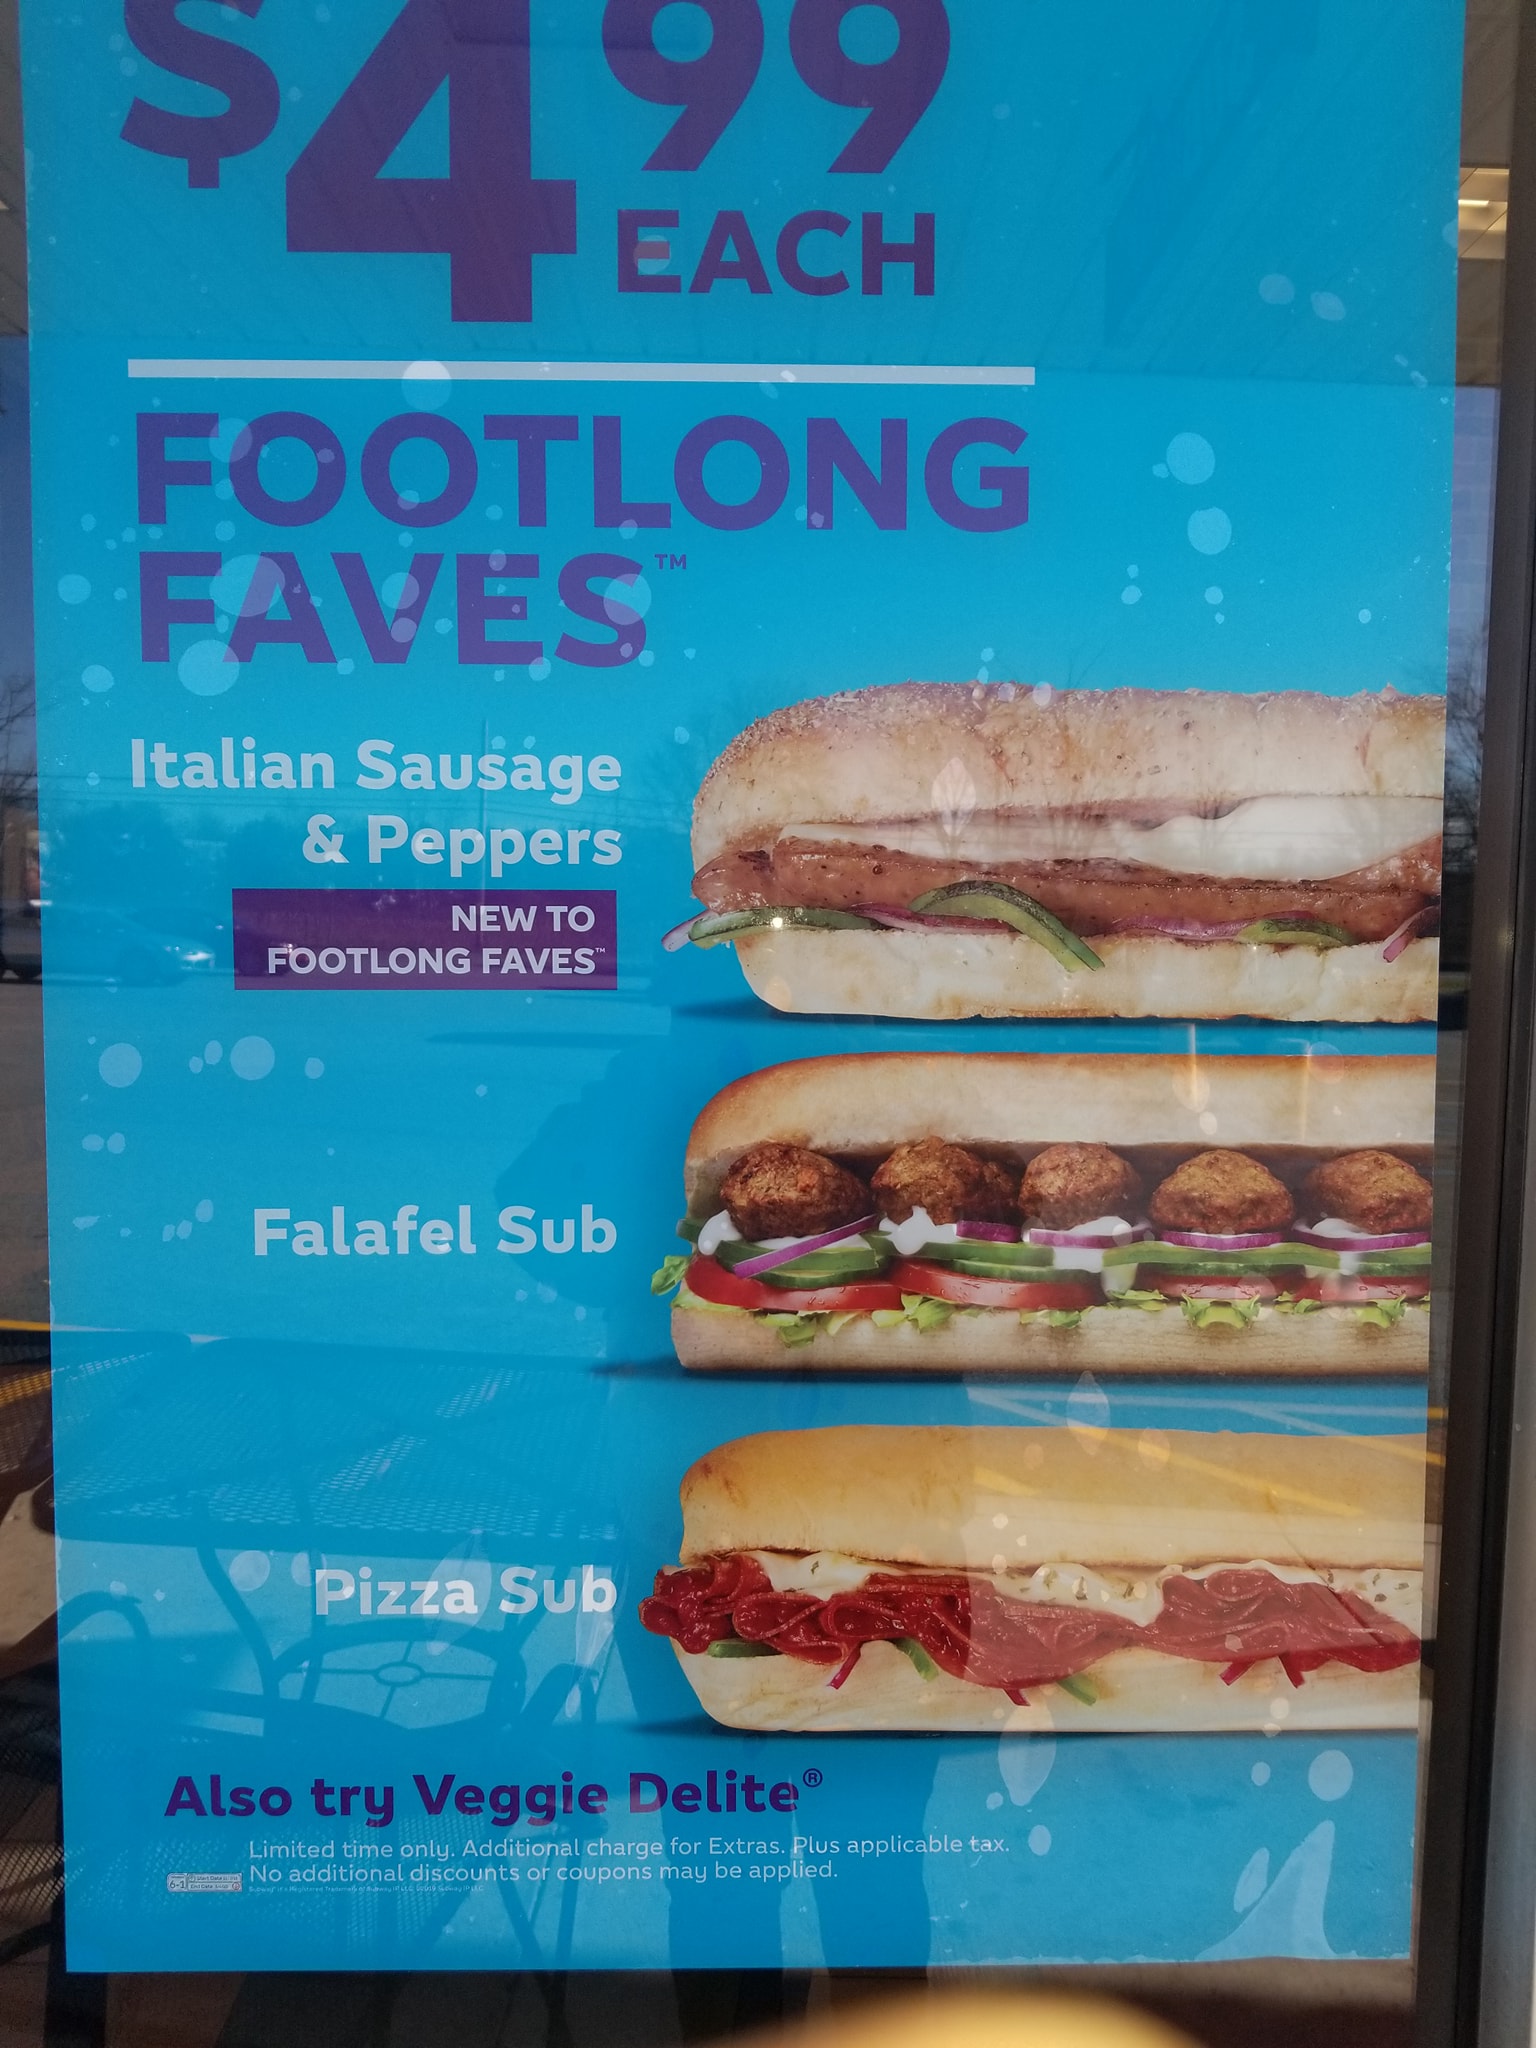 $4.99
EACH
FOOTLONG
FAVES™
Italian Sausage
& Peppers
NEW TO
FOOTLONG FAVES™
Falafel Sub
Pizza Sub
Also try Veggie Delite®
Limited time only. Additional charge for Extras. Plus applicable tax.
No additional discounts or coupons may be applied.
6-1